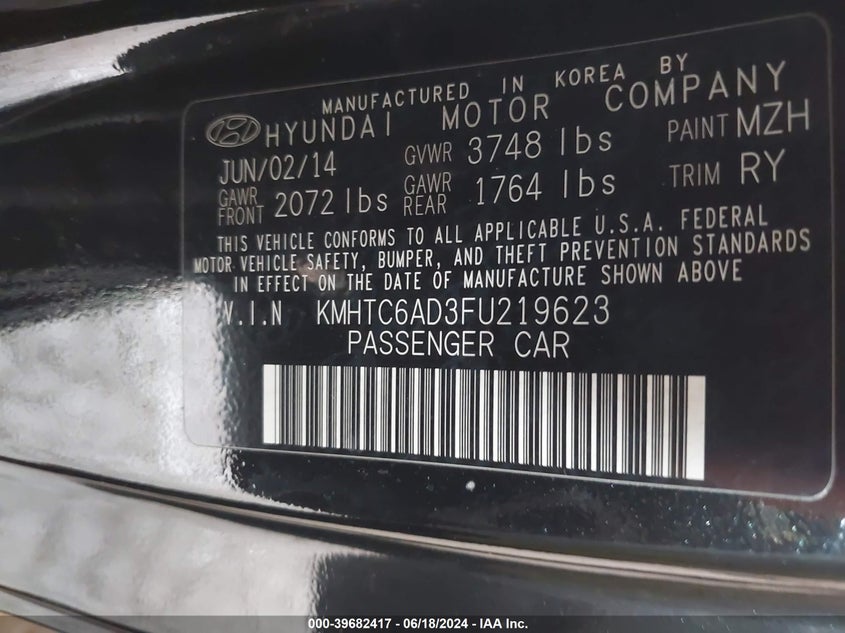 MANUFACTURED IN KOREA BY
HYUNDAI MOTOR COMPANY
JUN/02/14 GVWR 3748 lbs PAINT MZH
GAWR FRONT 2072 lbs GAWR REAR 1764 lbs TRIM RY
THIS VEHICLE CONFORMS TO ALL APPLICABLE U.S.A. FEDERAL
MOTOR VEHICLE SAFETY, BUMPER, AND THEFT PREVENTION STANDARDS
IN EFFECT ON THE DATE OF MANUFACTURE SHOWN ABOVE
V.I.N KMHTC6AD3FU219623
PASSENGER CAR
000-39682417 - 06/18/2024 - IAA Inc.